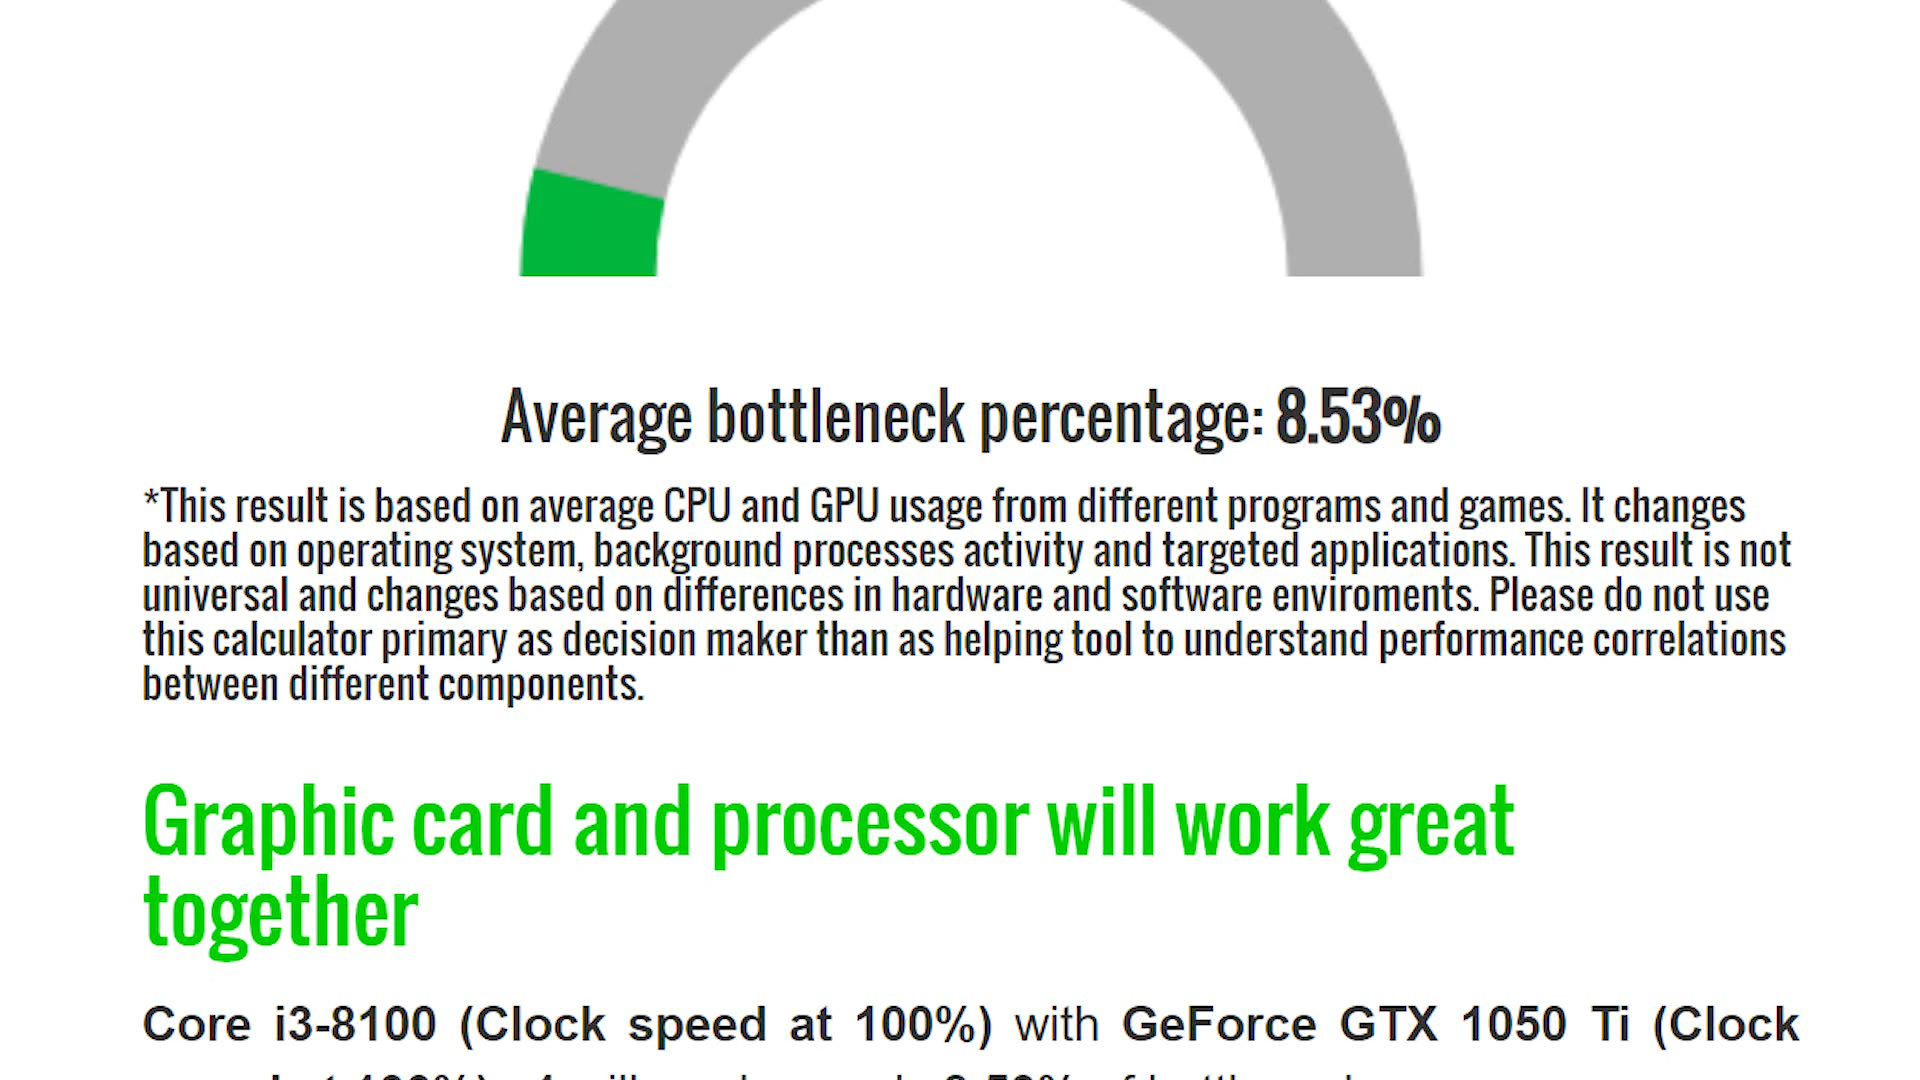 Average bottleneck percentage: 8.53%
*This result is based on average CPU and GPU usage from different programs and games. It changes
based on operating system, background processes activity and targeted applications. This result is not
universal and changes based on differences in hardware and software enviroments. Please do not use
this calculator primary as decision maker than as helping tool to understand performance correlations
between different components.
Graphic card and processor will work great
together
Core i3-8100 (Clock speed at 100%) with GeForce GTX 1050 Ti (Clock